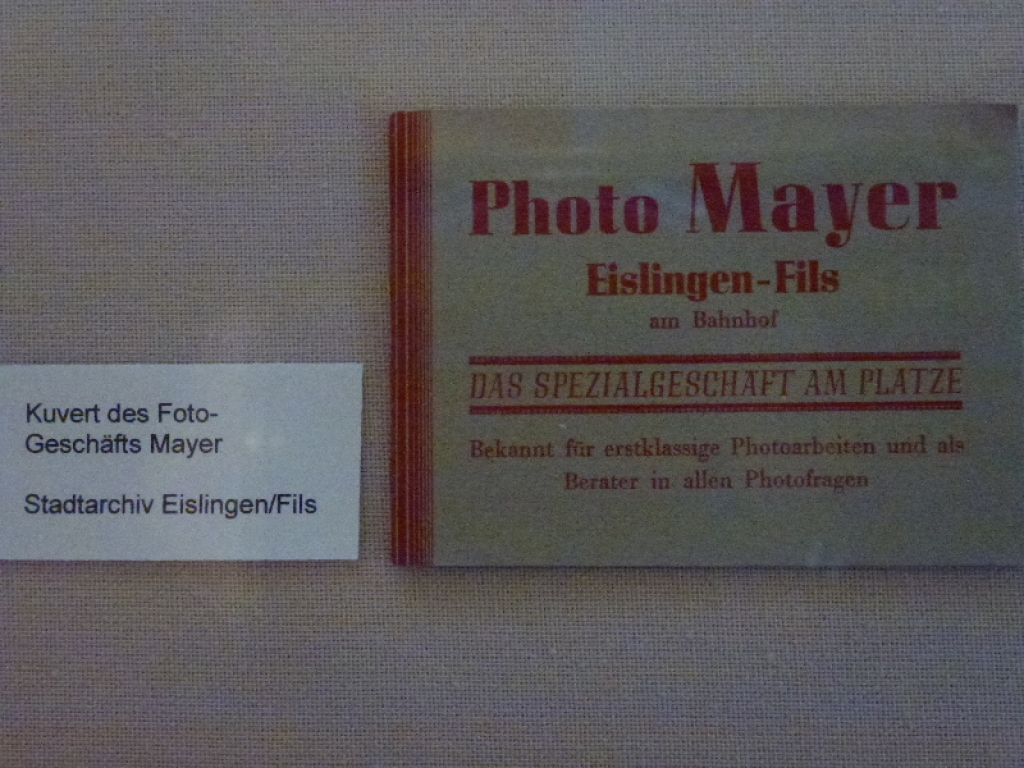 Kuvert des Foto-
Geschäfts Mayer
Stadtarchiv Eislingen/Fils
Photo Mayer
Eislingen-Fils
am Bahnhof
DAS SPEZIALGESCHÄFT AM PLATZE
Bekannt für erstklassige Photoarbeiten und als
Berater in allen Photofragen